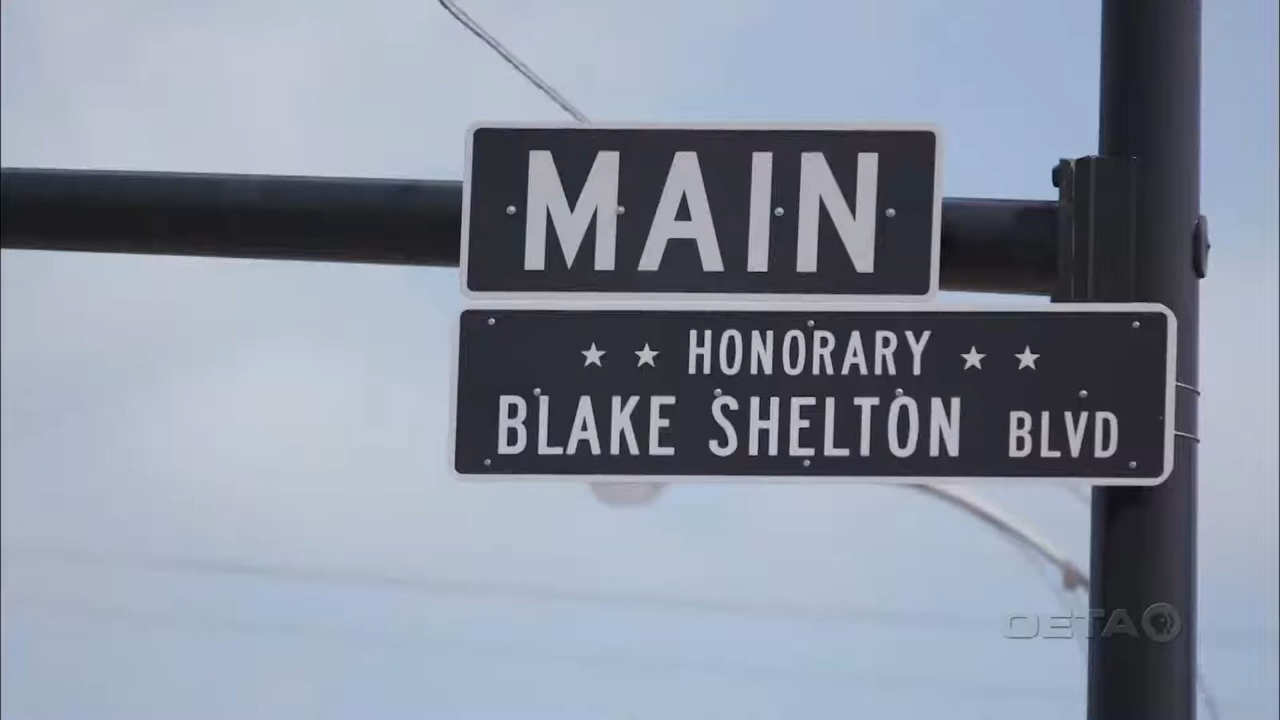 MAIN
★ ★ HONORARY ★ ★
BLAKE SHELTON BLVD
OETA